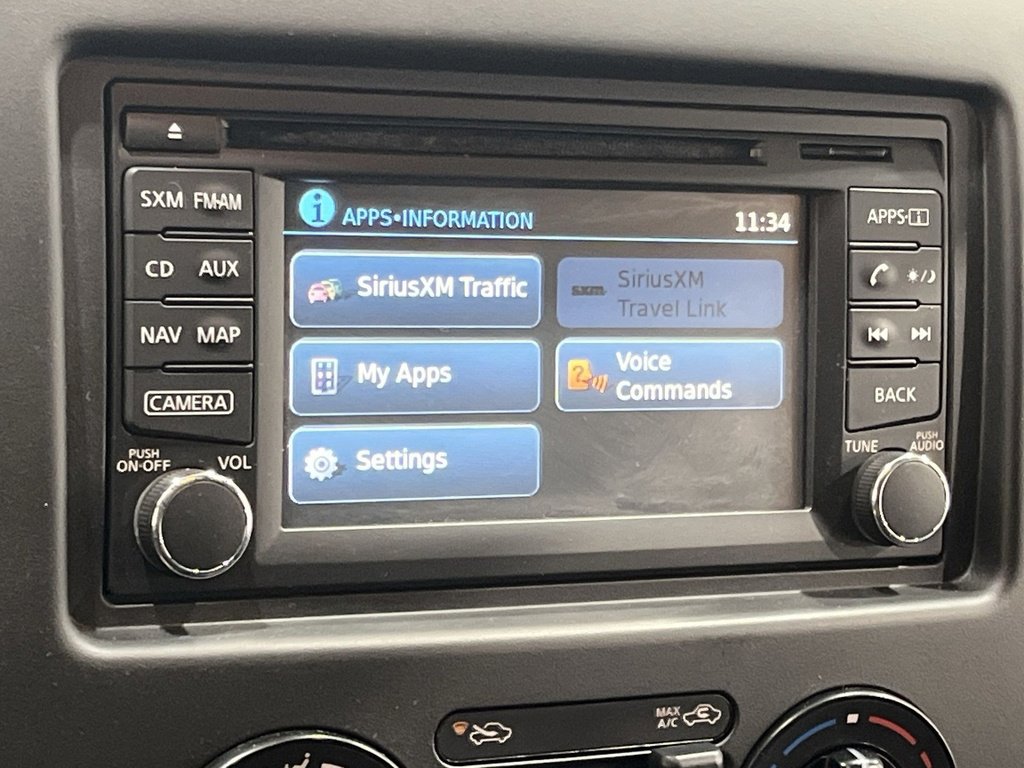 SXM FM•AM
CD AUX
NAV MAP
CAMERA
PUSH
ON•OFF
VOL
i APPS•INFORMATION 11:34
SiriusXM Traffic
sxm SiriusXM
Travel Link
My Apps
? Voice
Commands
Settings
APPS•i
BACK
TUNE
PUSH
AUDIO
MAX
A/C